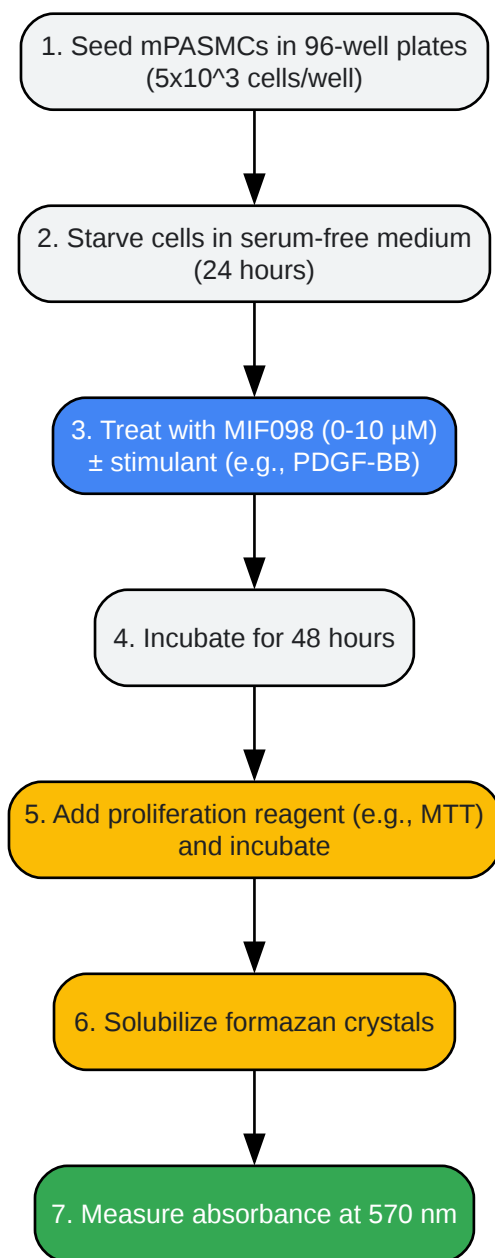 1. Seed mPASMCs in 96-well plates
(5x10^3 cells/well)
2. Starve cells in serum-free medium
(24 hours)
3. Treat with MIF098 (0-10 µM)
± stimulant (e.g., PDGF-BB)
4. Incubate for 48 hours
5. Add proliferation reagent (e.g., MTT)
and incubate
6. Solubilize formazan crystals
7. Measure absorbance at 570 nm